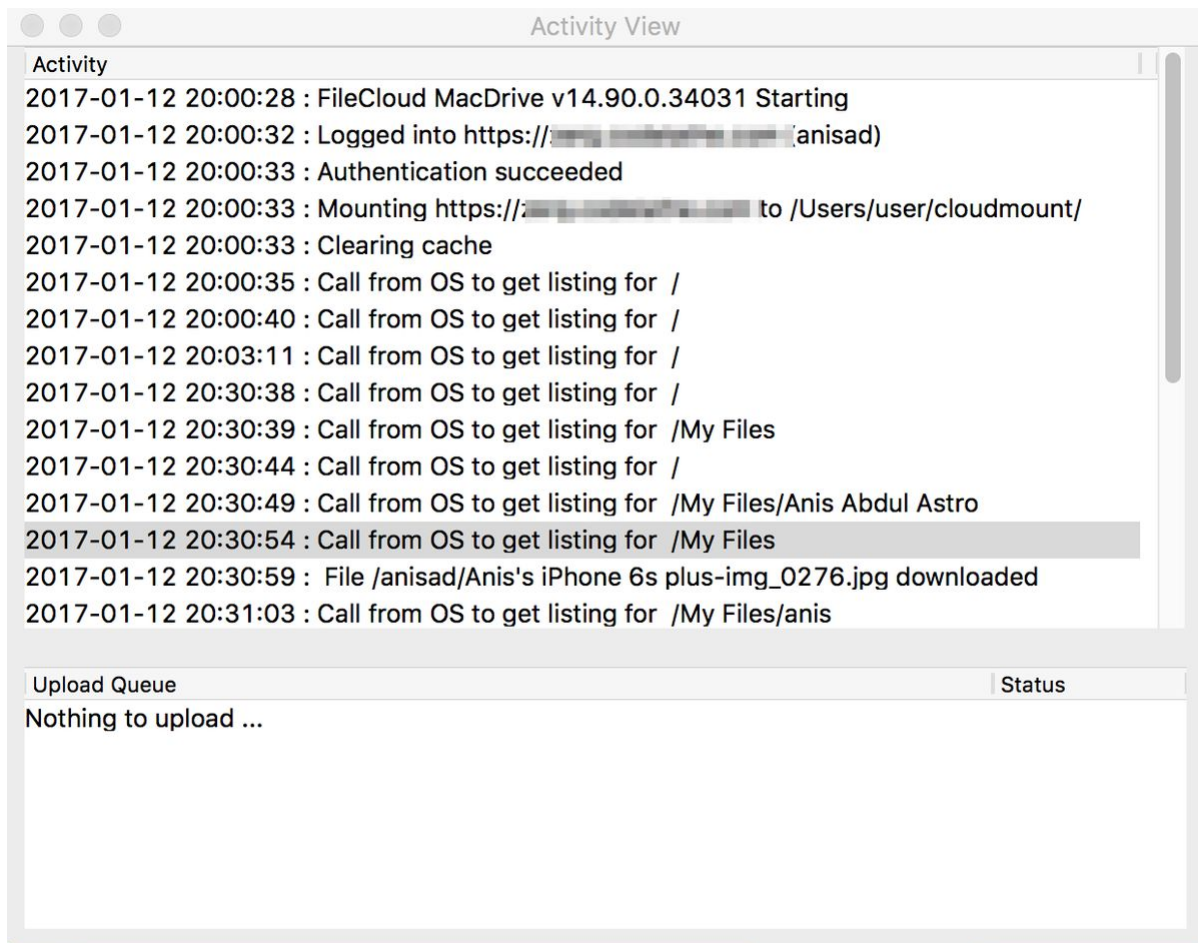 Activity View
Activity
2017-01-12 20:00:28 : FileCloud MacDrive v14.90.0.34031 Starting
2017-01-12 20:00:32 : Logged into https:// (anisad)
2017-01-12 20:00:33 : Authentication succeeded
2017-01-12 20:00:33 : Mounting https:// to /Users/user/cloudmount/
2017-01-12 20:00:33 : Clearing cache
2017-01-12 20:00:35 : Call from OS to get listing for  /
2017-01-12 20:00:40 : Call from OS to get listing for  /
2017-01-12 20:03:11 : Call from OS to get listing for  /
2017-01-12 20:30:38 : Call from OS to get listing for  /
2017-01-12 20:30:39 : Call from OS to get listing for  /My Files
2017-01-12 20:30:44 : Call from OS to get listing for  /
2017-01-12 20:30:49 : Call from OS to get listing for  /My Files/Anis Abdul Astro
2017-01-12 20:30:54 : Call from OS to get listing for  /My Files
2017-01-12 20:30:59 :  File /anisad/Anis's iPhone 6s plus-img_0276.jpg downloaded
2017-01-12 20:31:03 : Call from OS to get listing for  /My Files/anis
Upload Queue Status
Nothing to upload ...